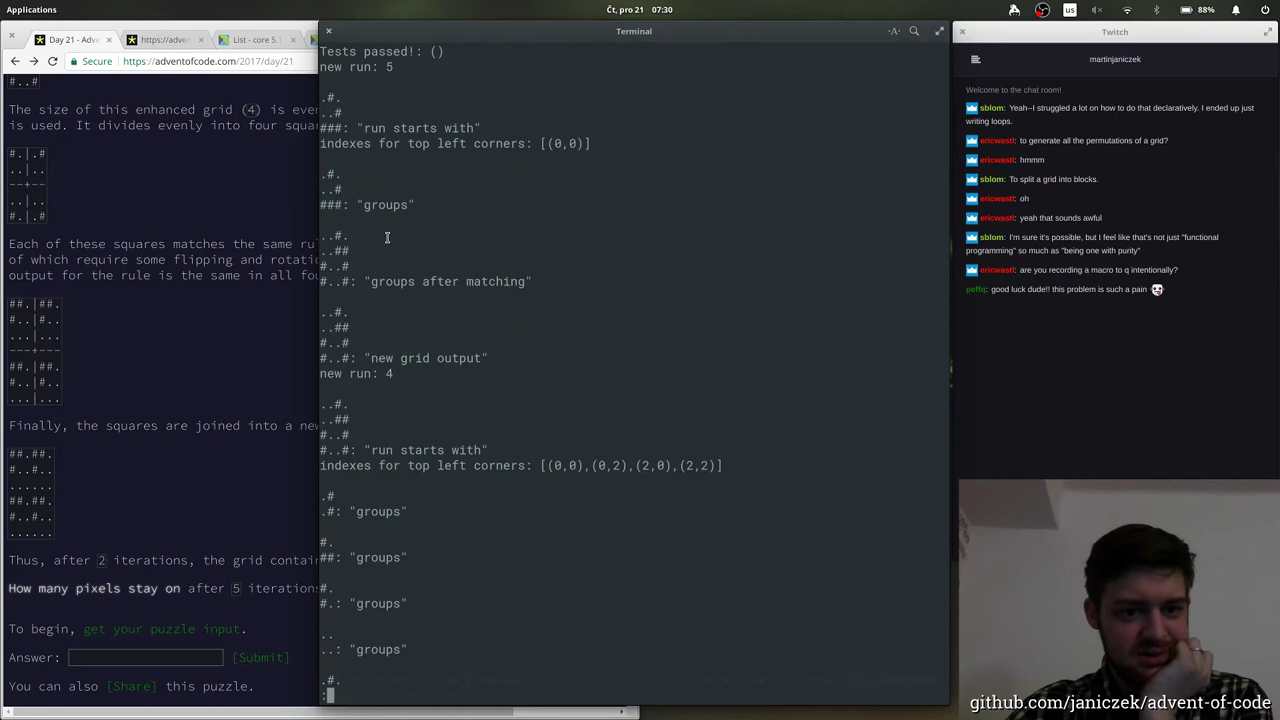 Applications
Čt, pro 21 07:30
us
88%
Day 21 - Adve
https://adven
List - core 5.1
Secure
https://adventofcode.com/2017/day/21
#..#
The size of this enhanced grid (4) is even
is used. It divides evenly into four squar
#.|.#
..|..
--+--
..|..
#.|.#
Each of these squares matches the same ru
of which require some flipping and rotati
output for the rule is the same in all fou
##.|##.
#..|#..
...|...
---+---
##.|##.
#..|#..
...|...
Finally, the squares are joined into a new
##.##.
#..#..
......
##.##.
#..#..
......
Thus, after 2 iterations, the grid contain
How many pixels stay on after 5 iterations
To begin, get your puzzle input.
Answer:
[Submit]
You can also [Share] this puzzle.
Terminal
Tests passed!: ()
new run: 5
.#.
..#
###: "run starts with"
indexes for top left corners: [(0,0)]
.#.
..#
###: "groups"
..#.
..##
#..#
#..#: "groups after matching"
..#.
..##
#..#
#..#: "new grid output"
new run: 4
..#.
..##
#..#
#..#: "run starts with"
indexes for top left corners: [(0,0),(0,2),(2,0),(2,2)]
.#
.#: "groups"
#.
##: "groups"
#.
#.: "groups"
..
..: "groups"
.#.
:
Twitch
martinjaniczek
Welcome to the chat room!
sblom: Yeah--I struggled a lot on how to do that declaratively. I ended up just
writing loops.
ericwastl: to generate all the permutations of a grid?
ericwastl: hmmm
sblom: To split a grid into blocks.
ericwastl: oh
ericwastl: yeah that sounds awful
sblom: I'm sure it's possible, but I feel like that's not just "functional
programming" so much as "being one with purity"
ericwastl: are you recording a macro to q intentionally?
peffq: good luck dude!! this problem is such a pain
github.com/janiczek/advent-of-code